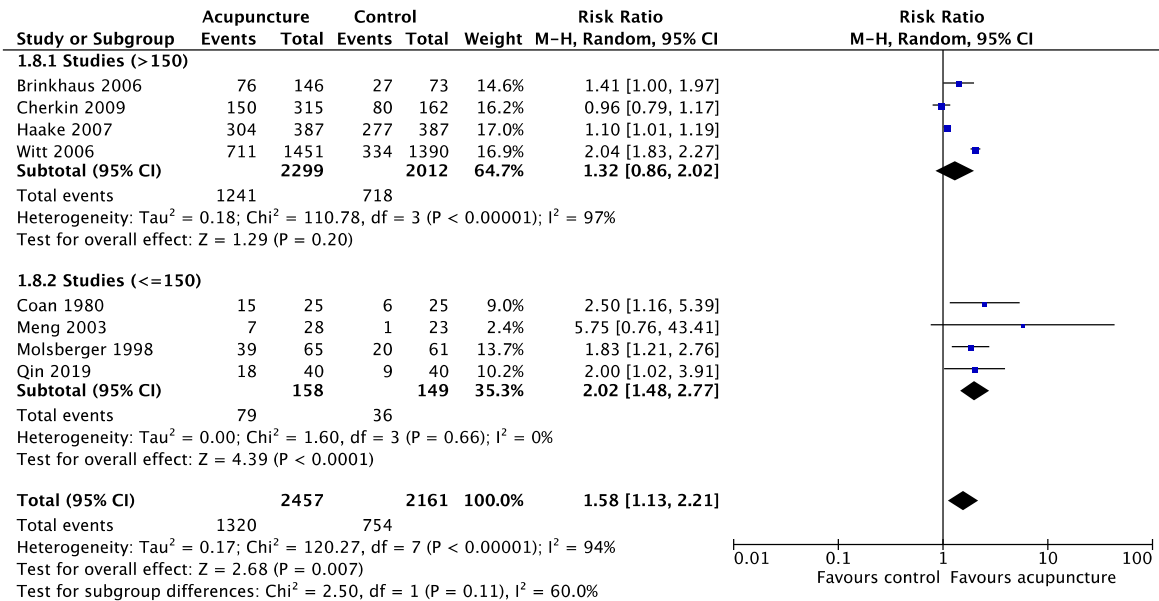 Acupuncture Control Risk Ratio Risk Ratio
Study or Subgroup Events Total Events Total Weight M-H, Random, 95% CI M-H, Random, 95% CI
1.8.1 Studies (>150)
Brinkhaus 2006 76 146 27 73 14.6% 1.41 [1.00, 1.97]
Cherkin 2009 150 315 80 162 16.2% 0.96 [0.79, 1.17]
Haake 2007 304 387 277 387 17.0% 1.10 [1.01, 1.19]
Witt 2006 711 1451 334 1390 16.9% 2.04 [1.83, 2.27]
Subtotal (95% CI) 2299 2012 64.7% 1.32 [0.86, 2.02]
Total events 1241 718
Heterogeneity: Tau² = 0.18; Chi² = 110.78, df = 3 (P < 0.00001); I² = 97%
Test for overall effect: Z = 1.29 (P = 0.20)
1.8.2 Studies (<=150)
Coan 1980 15 25 6 25 9.0% 2.50 [1.16, 5.39]
Meng 2003 7 28 1 23 2.4% 5.75 [0.76, 43.41]
Molsberger 1998 39 65 20 61 13.7% 1.83 [1.21, 2.76]
Qin 2019 18 40 9 40 10.2% 2.00 [1.02, 3.91]
Subtotal (95% CI) 158 149 35.3% 2.02 [1.48, 2.77]
Total events 79 36
Heterogeneity: Tau² = 0.00; Chi² = 1.60, df = 3 (P = 0.66); I² = 0%
Test for overall effect: Z = 4.39 (P < 0.0001)
Total (95% CI) 2457 2161 100.0% 1.58 [1.13, 2.21]
Total events 1320 754
Heterogeneity: Tau² = 0.17; Chi² = 120.27, df = 7 (P < 0.00001); I² = 94%
Test for overall effect: Z = 2.68 (P = 0.007)
Test for subgroup differences: Chi² = 2.50, df = 1 (P = 0.11), I² = 60.0%
0.01 0.1 1 10 100
Favours control Favours acupuncture